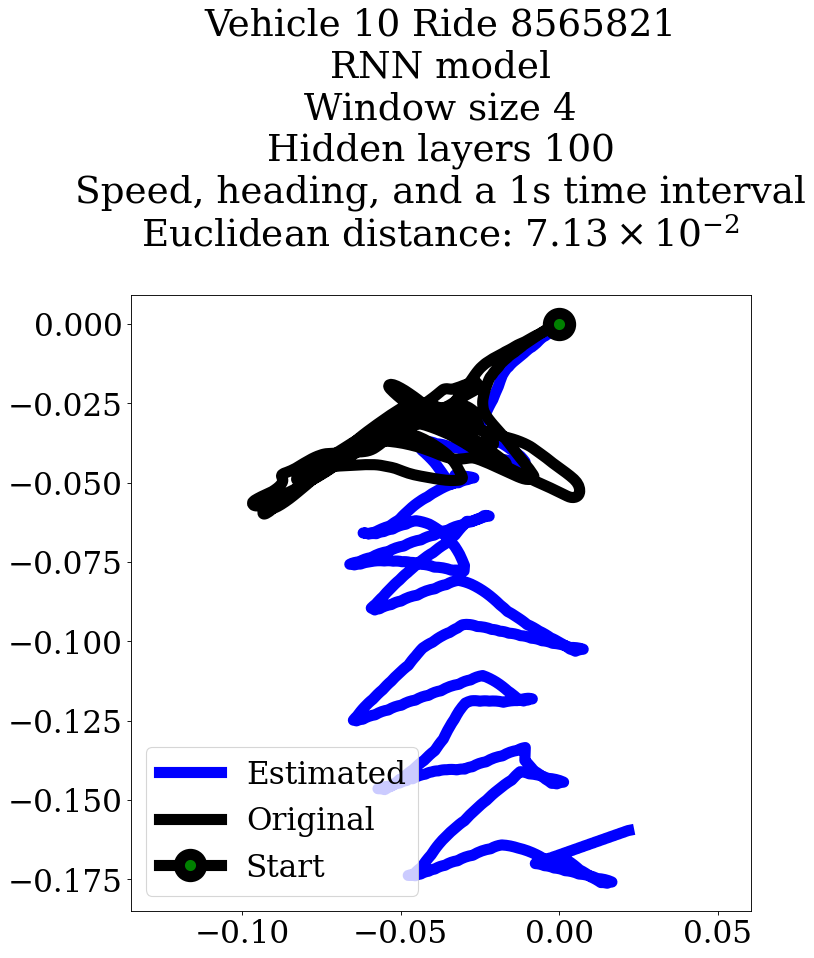 Vehicle 10 Ride 8565821
RNN model
Window size 4
Hidden layers 100
Speed, heading, and a 1s time interval
Euclidean distance: 7.13 × 10⁻²
0.000
−0.025
−0.050
−0.075
−0.100
−0.125
−0.150
−0.175
Estimated
Original
Start
−0.10
−0.05
0.00
0.05